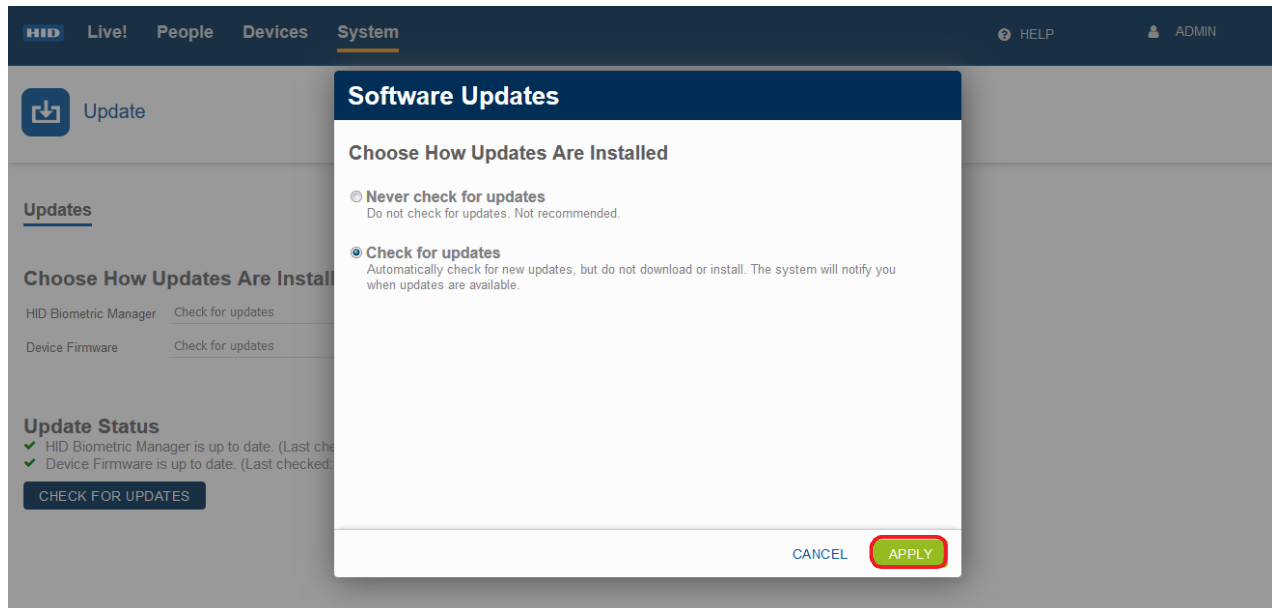 HID Live! People Devices System HELP ADMIN
Update
Software Updates
Choose How Updates Are Installed
Never check for updates
Do not check for updates. Not recommended.
Check for updates
Automatically check for new updates, but do not download or install. The system will notify you
when updates are available.
CANCEL APPLY
Updates
Choose How Updates Are Install
HID Biometric Manager Check for updates
Device Firmware Check for updates
Update Status
HID Biometric Manager is up to date. (Last che
Device Firmware is up to date. (Last checked:
CHECK FOR UPDATES